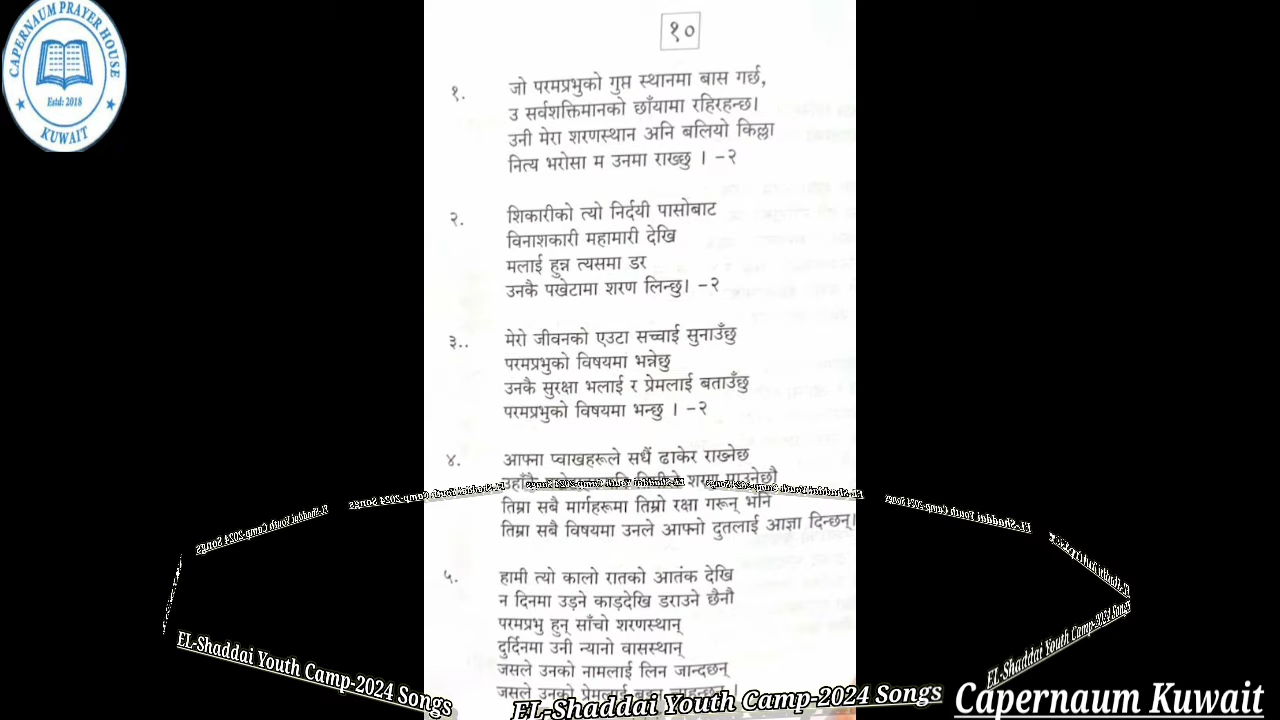 CAPERNAUM PRAYER HOUSE
Estd: 2018
KUWAIT
१०
१. जो परमप्रभुको गुप्त स्थानमा बास गर्छ,
उ सर्वशक्तिमानको छाँयामा रहिरहन्छ।
उनी मेरा शरणस्थान अनि बलियो किल्ला
नित्य भरोसा म उनमा राख्छु । –२
२. शिकारीको त्यो निर्दयी पासोबाट
विनाशकारी महामारी देखि
मलाई हुन्न त्यसमा डर
उनकै पखेटामा शरण लिन्छु। –२
३.. मेरो जीवनको एउटा सच्चाई सुनाउँछु
परमप्रभुको विषयमा भन्नेछु
उनकै सुरक्षा भलाई र प्रेमलाई बताउँछु
परमप्रभुको विषयमा भन्छु । –२
४. आफ्ना प्वाखहरूले सधैं ढाकेर राख्नेछ
शरण पाउनेछौ
तिम्रा सबै मार्गहरूमा तिम्रो रक्षा गरून् भनि
तिम्रा सबै विषयमा उनले आफ्नो दुतलाई आज्ञा दिन्छन्।
५. हामी त्यो कालो रातको आतंक देखि
न दिनमा उड्ने काड़देखि डराउने छैनौ
परमप्रभु हुन् साँचो शरणस्थान्
दुर्दिनमा उनी न्यानो वासस्थान्
जसले उनको नामलाई लिन जान्दछन्
जसले उनको प्रेमलाई
EL-Shaddai Youth Camp-2024 Songs
EL-Shaddai Youth Camp-2024 Songs
EL-Shaddai Youth Camp-2024 Songs
Capernaum Kuwait